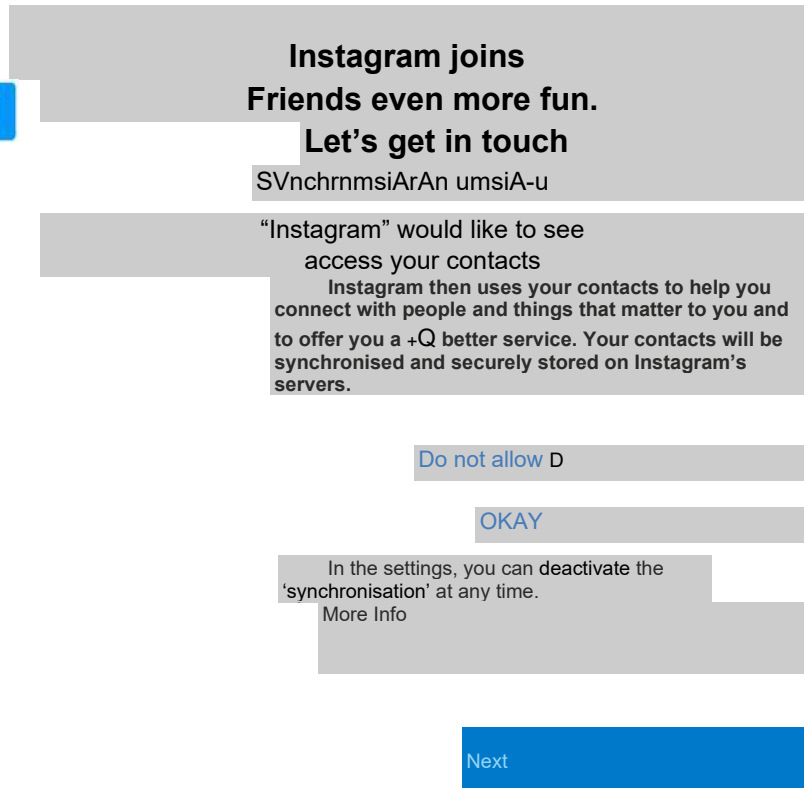 Instagram joins
Friends even more fun.
Let’s get in touch
SVnchrnmsiArAn umsiA-u
“Instagram” would like to see
access your contacts
Instagram then uses your contacts to help you
connect with people and things that matter to you and
to offer you a +Q better service. Your contacts will be
synchronised and securely stored on Instagram’s
servers.
Do not allow D
OKAY
In the settings, you can deactivate the
‘synchronisation’ at any time.
More Info
Next